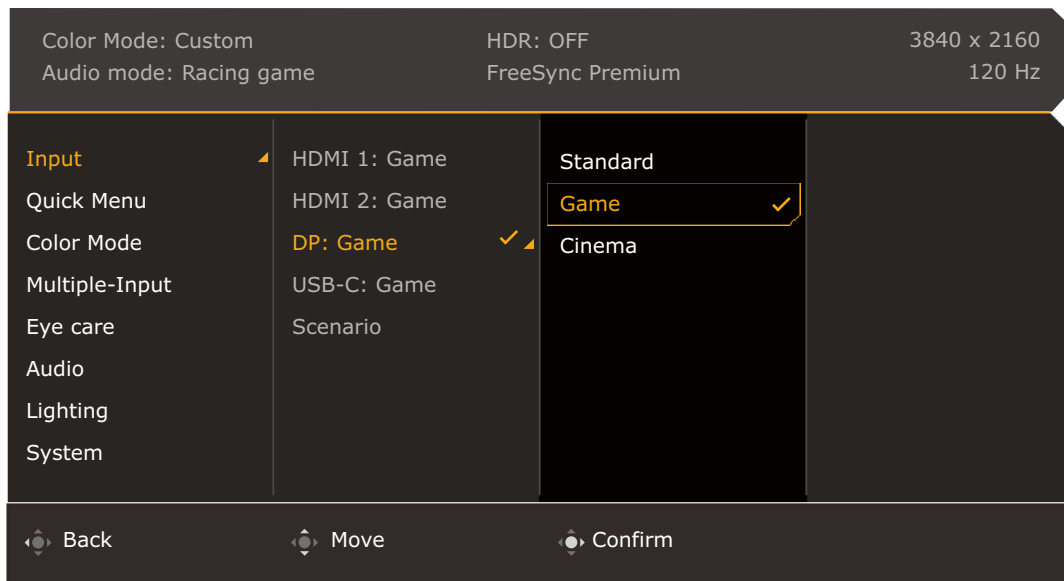 Color Mode: Custom
HDR: OFF
3840 x 2160
Audio mode: Racing game
FreeSync Premium
120 Hz
Input
Quick Menu
Color Mode
Multiple-Input
Eye care
Audio
Lighting
System
HDMI 1: Game
HDMI 2: Game
DP: Game
USB-C: Game
Scenario
Standard
Game
Cinema
Back
Move
Confirm